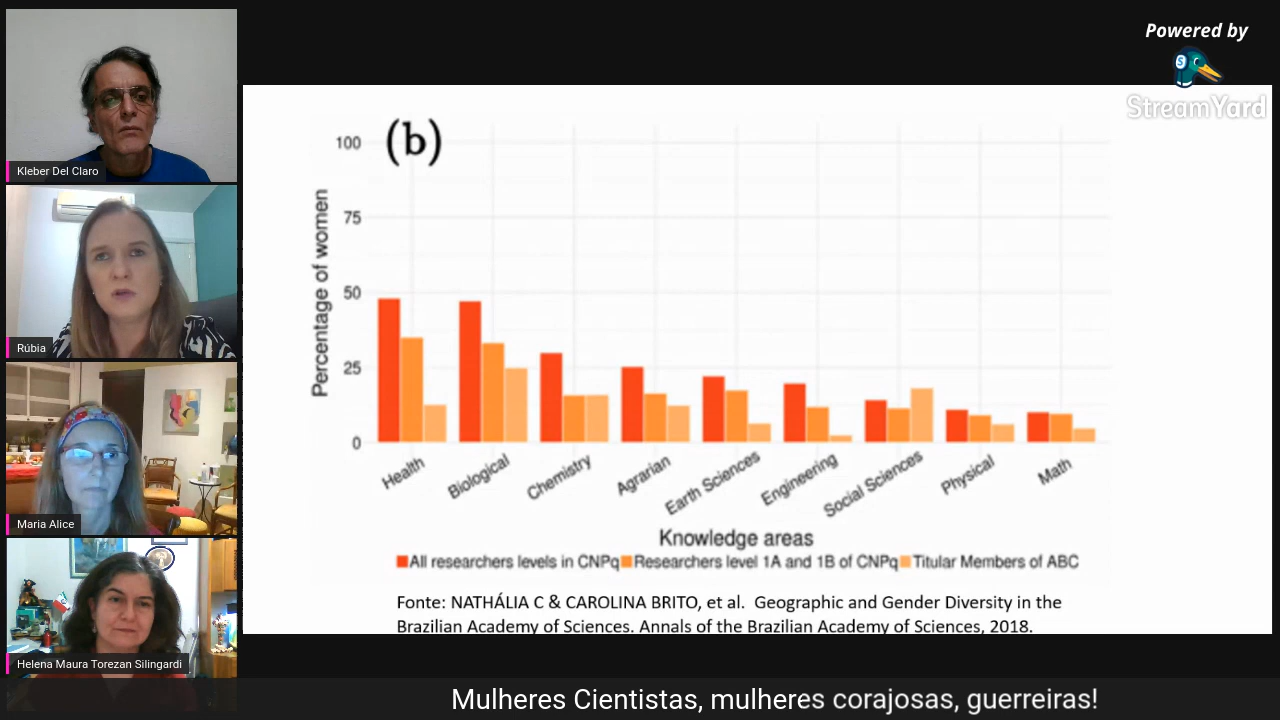 Powered by
StreamYard
Kleber Del Claro
Rúbia
Maria Alice
Helena Maura Torezan Silingardi
(b)
100
75
50
25
0
Percentage of women
Health
Biological
Chemistry
Agrarian
Earth Sciences
Engineering
Social Sciences
Physical
Math
Knowledge areas
All researchers levels in CNPq Researchers level 1A and 1B of CNPq Titular Members of ABC
Fonte: NATHÁLIA C & CAROLINA BRITO, et al. Geographic and Gender Diversity in the
Brazilian Academy of Sciences. Annals of the Brazilian Academy of Sciences, 2018.
Mulheres Cientistas, mulheres corajosas, guerreiras!